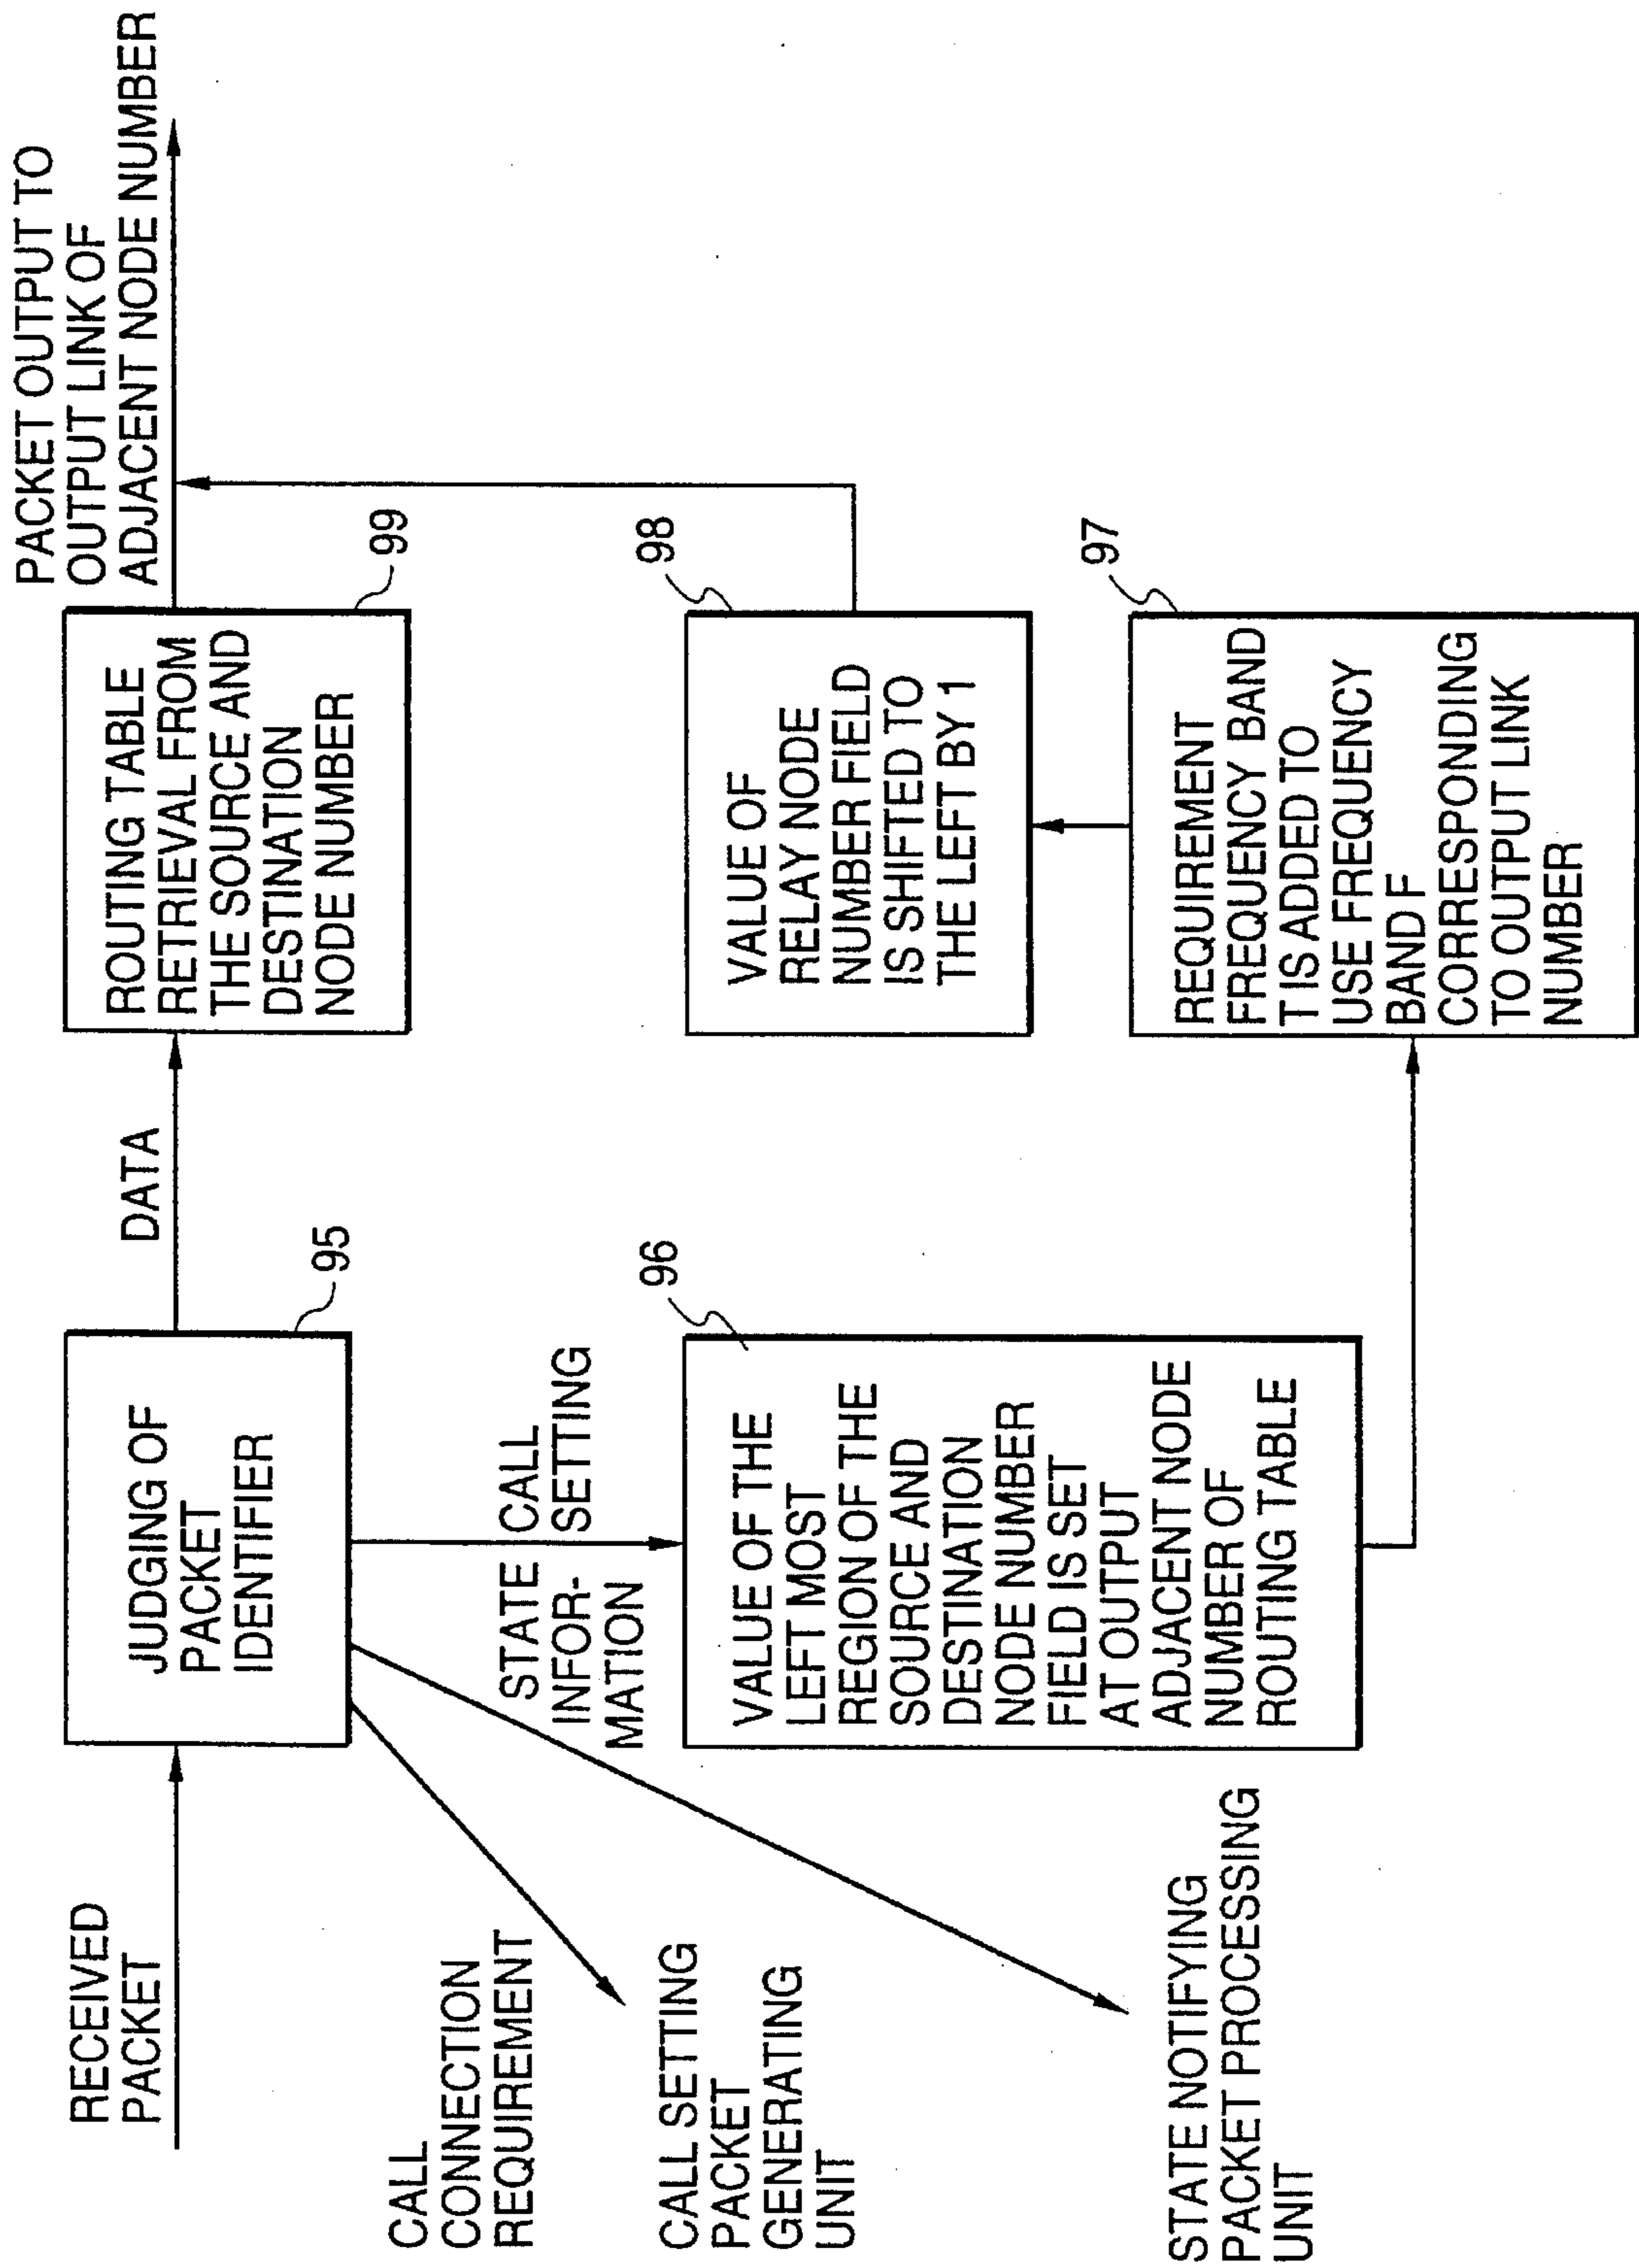 RECEIVED
PACKET
JUDGING OF
PACKET
IDENTIFIER
95
DATA
ROUTING TABLE
RETRIEVAL FROM
THE SOURCE AND
DESTINATION
NODE NUMBER
99
PACKET OUTPUT TO
OUTPUT LINK OF
ADJACENT NODE NUMBER
CALL
CONNECTION
REQUIREMENT
CALL SETTING
PACKET
GENERATING
UNIT
STATE
INFOR-
MATION
STATE NOTIFYING
PACKET PROCESSING
UNIT
CALL
SETTING
96
VALUE OF THE
LEFT MOST
REGION OF THE
SOURCE AND
DESTINATION
NODE NUMBER
FIELD IS SET
AT OUTPUT
ADJACENT NODE
NUMBER OF
ROUTING TABLE
98
VALUE OF
RELAY NODE
NUMBER FIELD
IS SHIFTED TO
THE LEFT BY 1
97
REQUIREMENT
FREQUENCY BAND
T IS ADDED TO
USE FREQUENCY
BAND F
CORRESPONDING
TO OUTPUT LINK
NUMBER